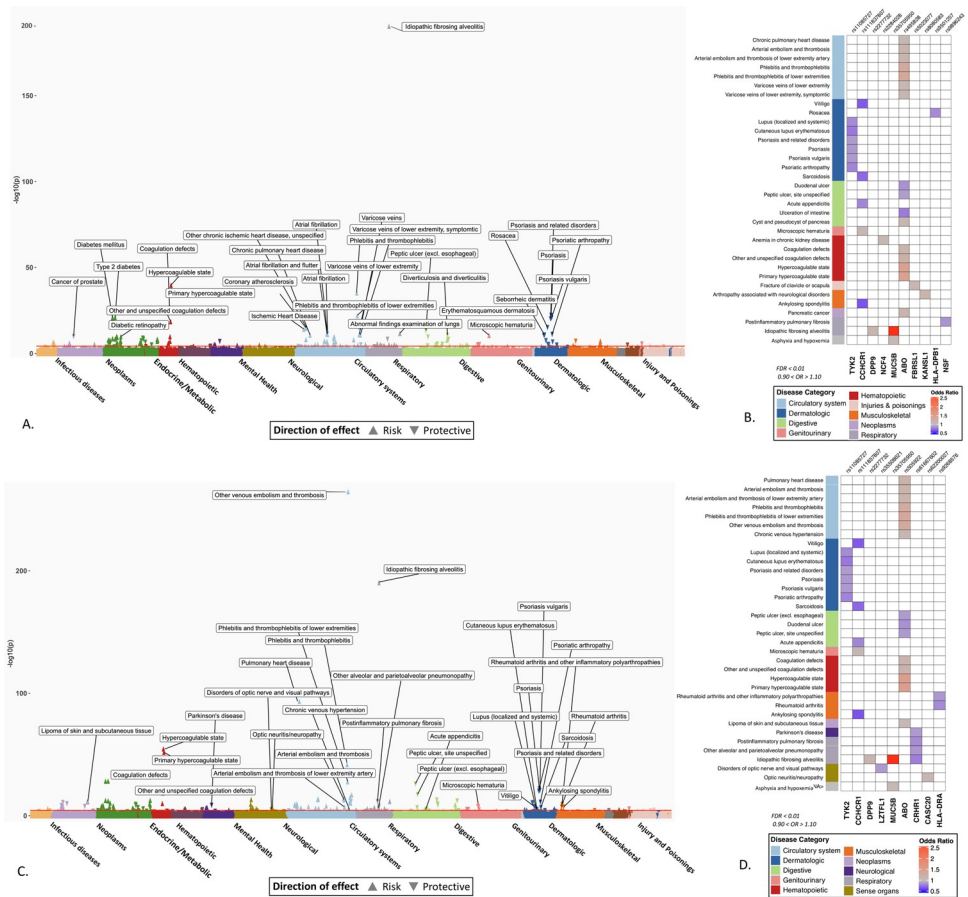 200
150
100
50
0
-log10(p)
Idiopathic fibrosing alveolitis
Varicose veins
Atrial fibrillation
Varicose veins of lower extremity, symptomtic
Psoriasis and related disorders
Other chronic ischemic heart disease, unspecified
Phlebitis and thrombophlebitis
Rosacea
Psoriatic arthropathy
Diabetes mellitus
Coagulation defects
Chronic pulmonary heart disease
Peptic ulcer (excl. esophageal)
Psoriasis
Type 2 diabetes
Hypercoagulable state
Atrial fibrillation and flutter
Varicose veins of lower extremity
Cancer of prostate
Coronary atherosclerosis
Atrial fibrillation
Diverticulosis and diverticulitis
Psoriasis vulgaris
Primary hypercoagulable state
Seborrheic dermatitis
Other and unspecified coagulation defects
Phlebitis and thrombophlebitis of lower extremities
Erythematosquamous dermatosis
Ischemic Heart Disease
Diabetic retinopathy
Abnormal findings examination of lungs
Microscopic hematuria
Infectious diseases
Neoplasms
Endocrine/Metabolic
Hematopoietic
Mental Health
Neurological
Circulatory systems
Respiratory
Digestive
Genitourinary
Dermatologic
Musculoskeletal
Injury and Poisonings
A.
Direction of effect Risk Protective
rs11085727
rs111837807
rs2277732
rs35705950
rs495828
Chronic pulmonary heart disease
Arterial embolism and thrombosis
Arterial embolism and thrombosis of lower extremity artery
Phlebitis and thrombophlebitis
Phlebitis and thrombophlebitis of lower extremities
Varicose veins of lower extremity
Varicose veins of lower extremity, symptomtic
Vitiligo
Rosacea
Lupus (localized and systemic)
Cutaneous lupus erythematosus
Psoriasis and related disorders
Psoriasis
Psoriasis vulgaris
Psoriatic arthropathy
Sarcoidosis
Duodenal ulcer
Peptic ulcer, site unspecified
Acute appendicitis
Ulceration of intestine
Cyst and pseudocyst of pancreas
Microscopic hematuria
Anemia in chronic kidney disease
Coagulation defects
Other and unspecified coagulation defects
Hypercoagulable state
Primary hypercoagulable state
Fracture of clavicle or scapula
Arthropathy associated with neurological disorders
Ankylosing spondylitis
Pancreatic cancer
Postinflammatory pulmonary fibrosis
Idiopathic fibrosing alveolitis
Asphyxia and hypoxemia
TYK2
CCHCR1
DPP9
NCF4
MUC5B
ABO
FBRSL1
KANSL1
HLA-DPB1
NSF
FDR < 0.01
0.90 < OR > 1.10
B.
Disease Category
Circulatory system
Dermatologic
Digestive
Genitourinary
Hematopoietic
Injuries & poisonings
Musculoskeletal
Neoplasms
Respiratory
Odds Ratio
2.5
2
1.5
1
0.5
200
100
0
-log10(p)
Other venous embolism and thrombosis
Idiopathic fibrosing alveolitis
Psoriasis vulgaris
Phlebitis and thrombophlebitis of lower extremities
Cutaneous lupus erythematosus
Phlebitis and thrombophlebitis
Psoriatic arthropathy
Pulmonary heart disease
Rheumatoid arthritis and other inflammatory polyarthropathies
Other alveolar and parietoalveolar pneumonopathy
Disorders of optic nerve and visual pathways
Psoriasis
Chronic venous hypertension
Parkinson's disease
Lupus (localized and systemic)
Rheumatoid arthritis
Lipoma of skin and subcutaneous tissue
Postinflammatory pulmonary fibrosis
Optic neuritis/neuropathy
Acute appendicitis
Hypercoagulable state
Sarcoidosis
Arterial embolism and thrombosis
Peptic ulcer, site unspecified
Psoriasis and related disorders
Primary hypercoagulable state
Peptic ulcer (excl. esophageal)
Coagulation defects
Arterial embolism and thrombosis of lower extremity artery
Microscopic hematuria
Other and unspecified coagulation defects
Vitiligo
Ankylosing spondylitis
Infectious diseases
Neoplasms
Endocrine/Metabolic
Hematopoietic
Mental Health
Neurological
Circulatory systems
Respiratory
Digestive
Genitourinary
Dermatologic
Musculoskeletal
Injury and Poisonings
C.
Direction of effect Risk Protective
rs11085727
rs111837807
rs2277732
rs35705950
rs505922
Pulmonary heart disease
Arterial embolism and thrombosis
Arterial embolism and thrombosis of lower extremity artery
Phlebitis and thrombophlebitis
Phlebitis and thrombophlebitis of lower extremities
Other venous embolism and thrombosis
Chronic venous hypertension
Vitiligo
Lupus (localized and systemic)
Cutaneous lupus erythematosus
Psoriasis and related disorders
Psoriasis
Psoriasis vulgaris
Psoriatic arthropathy
Sarcoidosis
Peptic ulcer (excl. esophageal)
Duodenal ulcer
Peptic ulcer, site unspecified
Acute appendicitis
Microscopic hematuria
Coagulation defects
Other and unspecified coagulation defects
Hypercoagulable state
Primary hypercoagulable state
Rheumatoid arthritis and other inflammatory polyarthropathies
Rheumatoid arthritis
Ankylosing spondylitis
Lipoma of skin and subcutaneous tissue
Parkinson's disease
Postinflammatory pulmonary fibrosis
Other alveolar and parietoalveolar pneumonopathy
Idiopathic fibrosing alveolitis
Disorders of optic nerve and visual pathways
Optic neuritis/neuropathy
Asphyxia and hypoxemia
TYK2
CCHCR1
DPP9
LZTFL1
MUC5B
ABO
CRHR1
CASC20
HLA-DRA
FDR < 0.01
0.90 < OR > 1.10
D.
Disease Category
Circulatory system
Dermatologic
Digestive
Genitourinary
Hematopoietic
Musculoskeletal
Neoplasms
Neurological
Respiratory
Sense organs
Odds Ratio
2.5
2
1.5
1
0.5